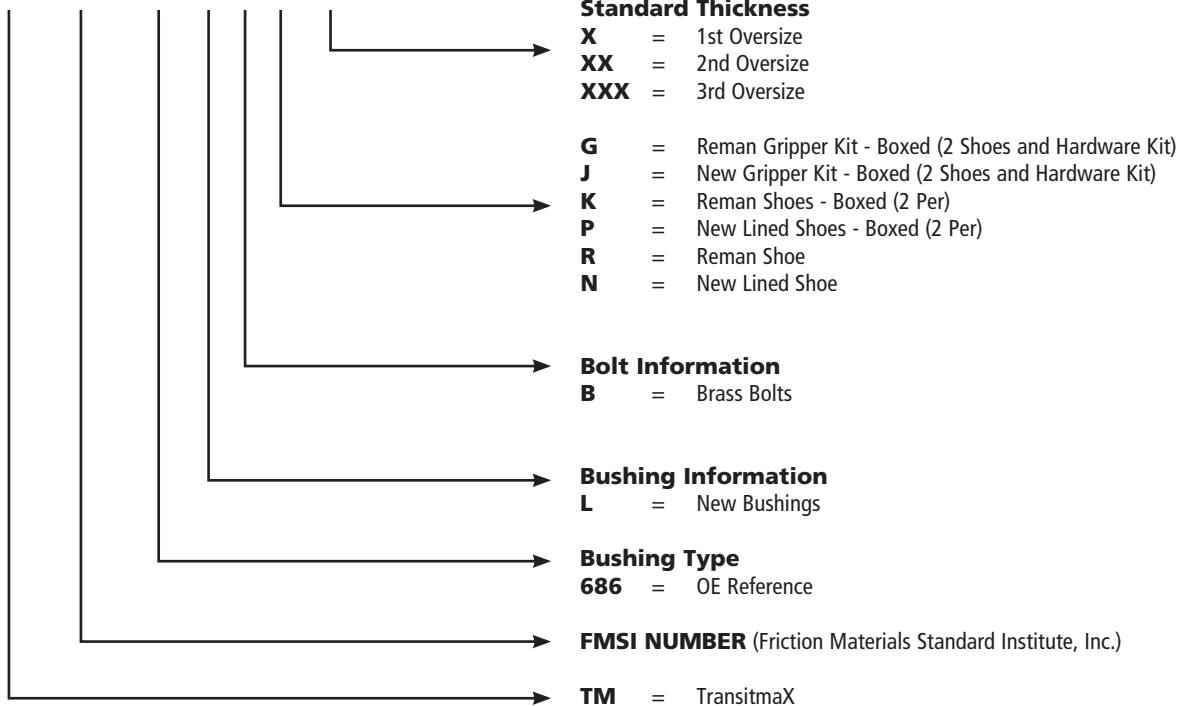 Standard Thickness
X = 1st Oversize
XX = 2nd Oversize
XXX = 3rd Oversize
G = Reman Gripper Kit - Boxed (2 Shoes and Hardware Kit)
J = New Gripper Kit - Boxed (2 Shoes and Hardware Kit)
K = Reman Shoes - Boxed (2 Per)
P = New Lined Shoes - Boxed (2 Per)
R = Reman Shoe
N = New Lined Shoe
Bolt Information
B = Brass Bolts
Bushing Information
L = New Bushings
Bushing Type
686 = OE Reference
FMSI NUMBER (Friction Materials Standard Institute, Inc.)
TM = TransitmaX